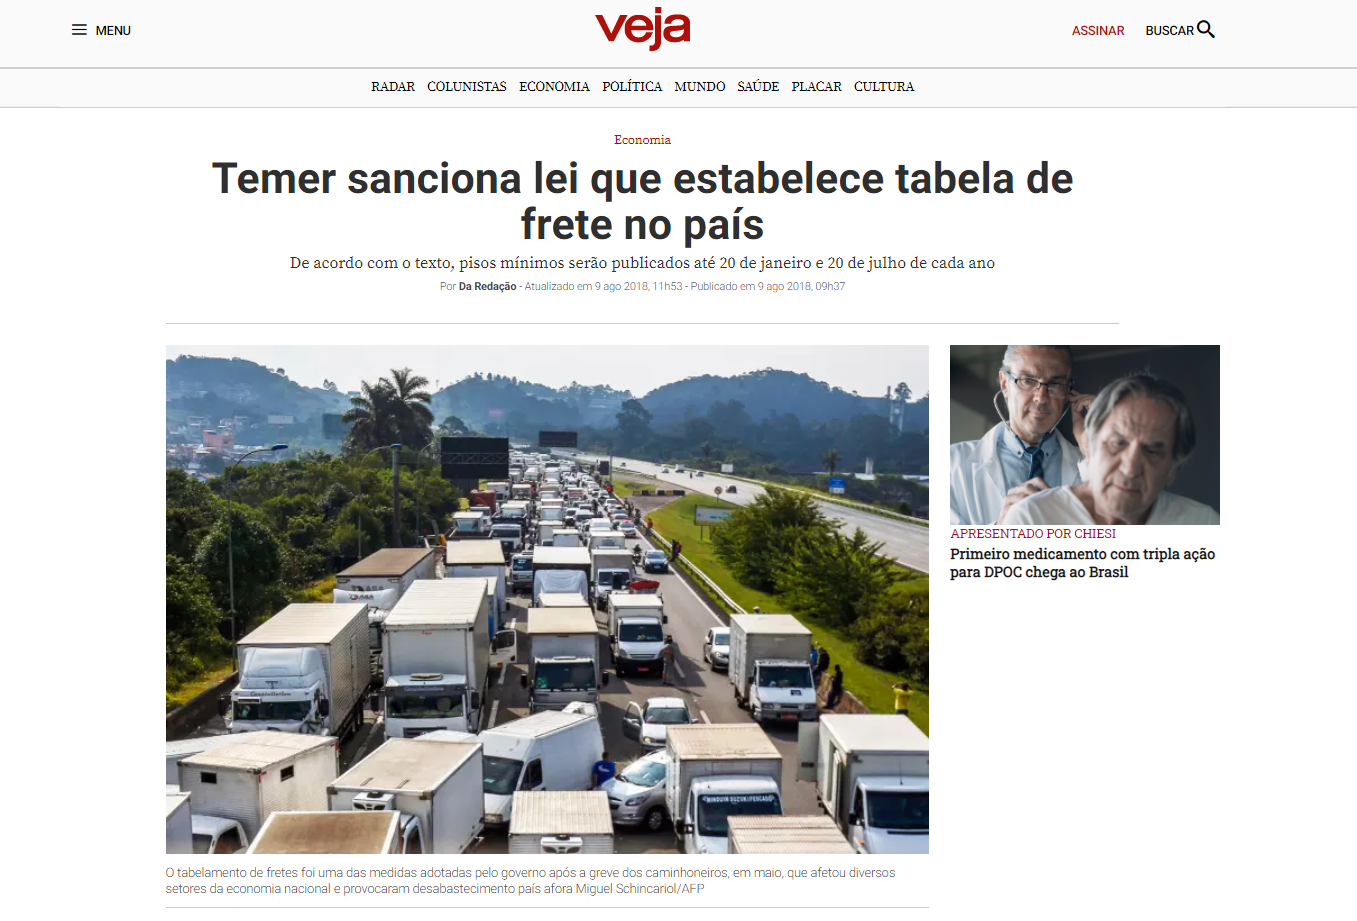 MENU
veja
ASSINAR
BUSCAR
RADAR COLUNISTAS ECONOMIA POLÍTICA MUNDO SAÚDE PLACAR CULTURA
Economia
Temer sanciona lei que estabelece tabela de
frete no país
De acordo com o texto, pisos mínimos serão publicados até 20 de janeiro e 20 de julho de cada ano
Por Da Redação - Atualizado em 9 ago 2018, 11h53 - Publicado em 9 ago 2018, 09h37
APRESENTADO POR CHIESI
Primeiro medicamento com tripla ação
para DPOC chega ao Brasil
O tabelamento de fretes foi uma das medidas adotadas pelo governo após a greve dos caminhoneiros, em maio, que afetou diversos
setores da economia nacional e provocaram desabastecimento país afora Miguel Schincariol/AFP